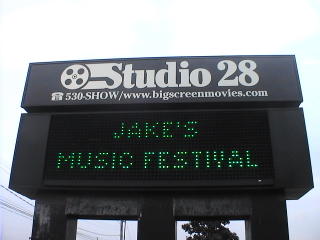 Studio 28
☎ 530-SHOW/www.bigscreenmovies.com
JAKE'S
MUSIC FESTIVAL